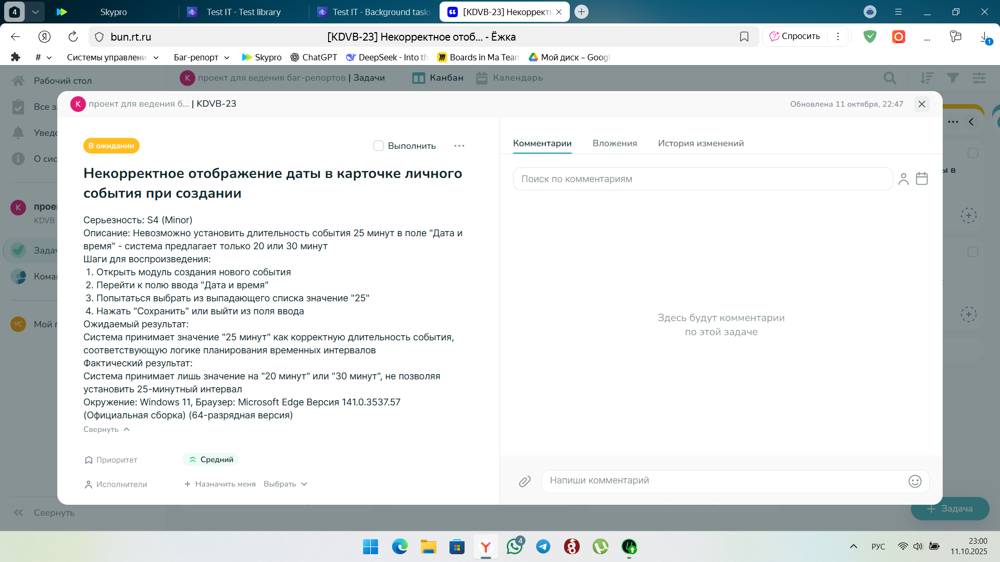 4
Skypro
Test IT - Test library
Test IT - Background tasks
[KDVB-23] Некорректн
bun.rt.ru
[KDVB-23] Некорректное отоб... - Ёжка
Спросить
1
#
Системы управлени
Баг-репорт
Skypro
ChatGPT
DeepSeek - Into th
Boards in Ma Team
Мой диск – Googl
Рабочий стол
К
проект для ведения баг-репортов | Задачи
Канбан
Календарь
Все за
Уведо
О сис
К
прое
KDVB
Задач
Кома
УС
Мой п
Свернуть
К
проект для ведения б... | KDVB-23
Обновлена 11 октября, 22:47
В ожидании
Выполнить
Некорректное отображение даты в карточке личного
события при создании
Серьезность: S4 (Minor)
Описание: Невозможно установить длительность события 25 минут в поле "Дата и
время" - система предлагает только 20 или 30 минут
Шаги для воспроизведения:
1. Открыть модуль создания нового события
2. Перейти к полю ввода "Дата и время"
3. Попытаться выбрать из выпадающего списка значение "25"
4. Нажать "Сохранить" или выйти из поля ввода
Ожидаемый результат:
Система принимает значение "25 минут" как корректную длительность события,
соответствующую логике планирования временных интервалов
Фактический результат:
Система принимает лишь значение на "20 минут" или "30 минут", не позволяя
установить 25-минутный интервал
Окружение: Windows 11, Браузер: Microsoft Edge Версия 141.0.3537.57
(Официальная сборка) (64-разрядная версия)
Свернуть
Приоритет
Средний
Исполнители
+ Назначить меня
Выбрать
Комментарии
Вложения
История изменений
Поиск по комментариям
Здесь будут комментарии
по этой задаче
Напиши комментарий
ы в
+ Задача
4
РУС
23:00
11.10.2025